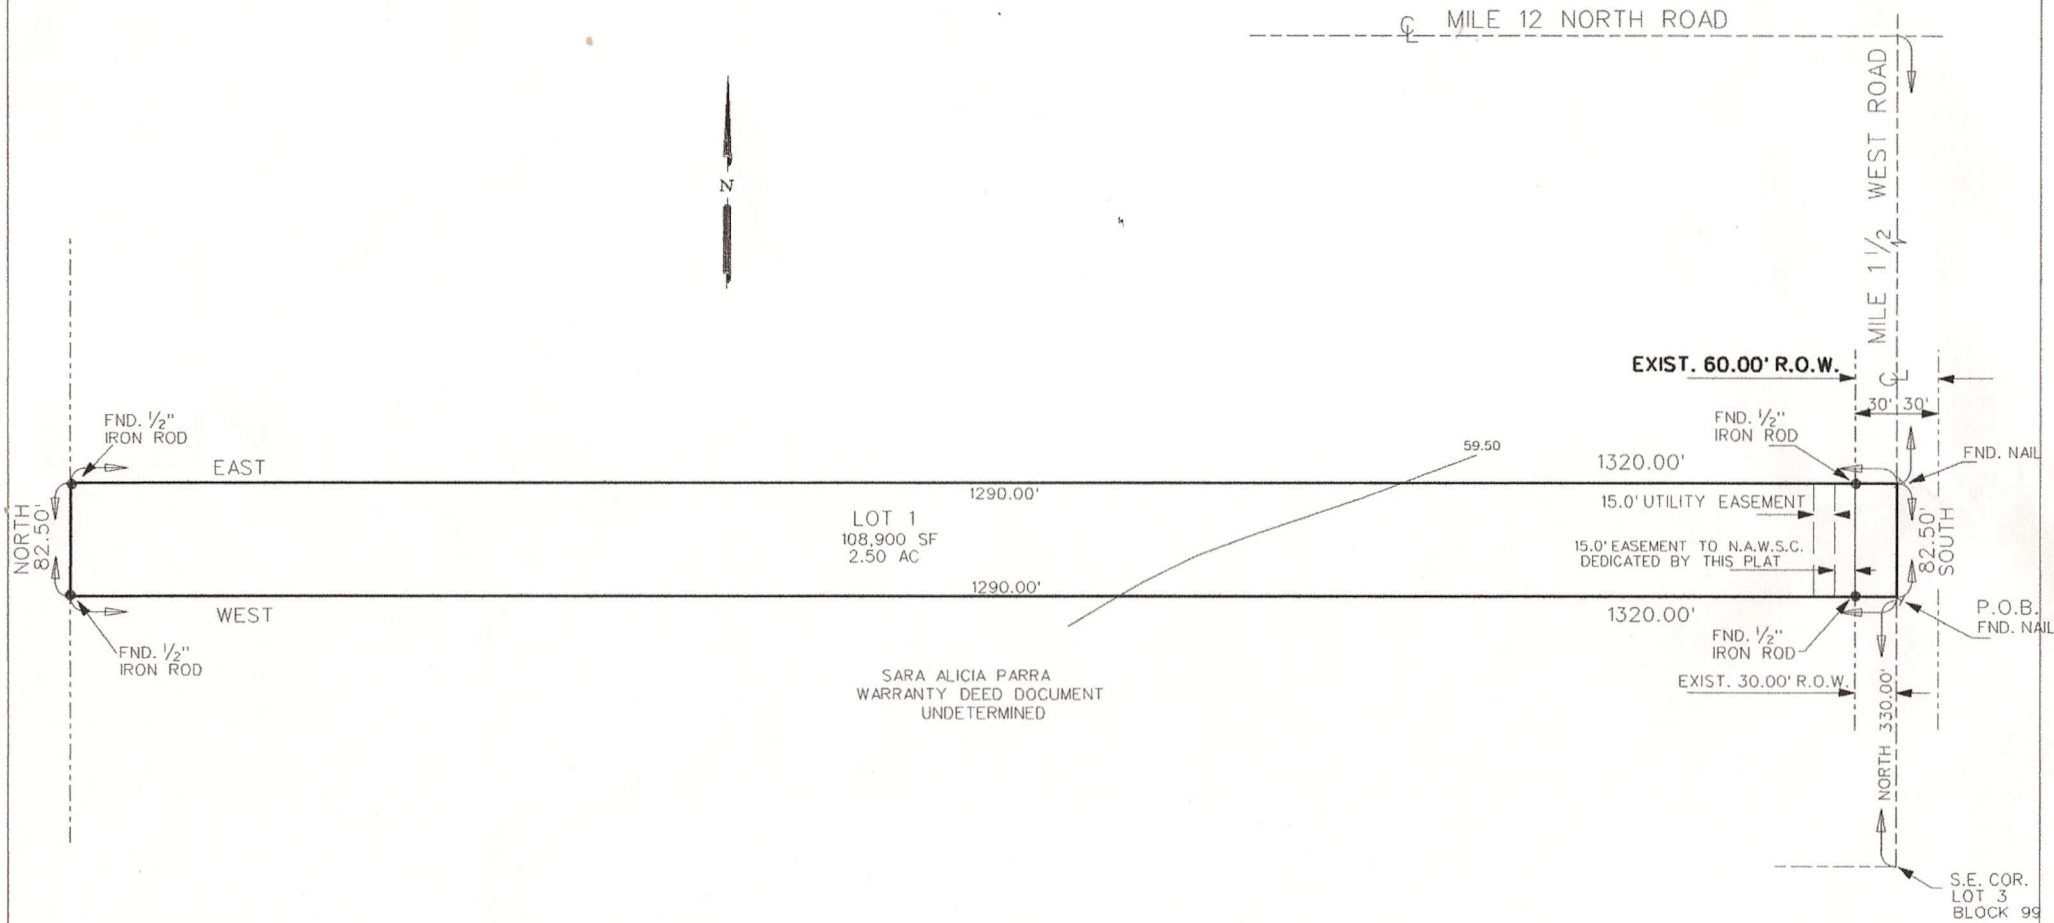 ℄ MILE 12 NORTH ROAD
MILE 1 1/2 WEST ROAD
N
EXIST. 60.00' R.O.W.
℄
30' 30'
FND. 1/2"
IRON ROD
FND. 1/2"
IRON ROD
FND. NAIL
59.50
EAST
1320.00'
1290.00'
NORTH
82.50'
LOT 1
108,900 SF
2.50 AC
15.0' UTILITY EASEMENT
15.0' EASEMENT TO N.A.W.S.C.
DEDICATED BY THIS PLAT
82.50'
SOUTH
1290.00'
WEST
1320.00'
P.O.B.
FND. NAIL
FND. 1/2"
IRON ROD
FND. 1/2"
IRON ROD
SARA ALICIA PARRA
WARRANTY DEED DOCUMENT
UNDETERMINED
EXIST. 30.00' R.O.W.
NORTH 330.00'
S.E. COR.
LOT 3
BLOCK 99